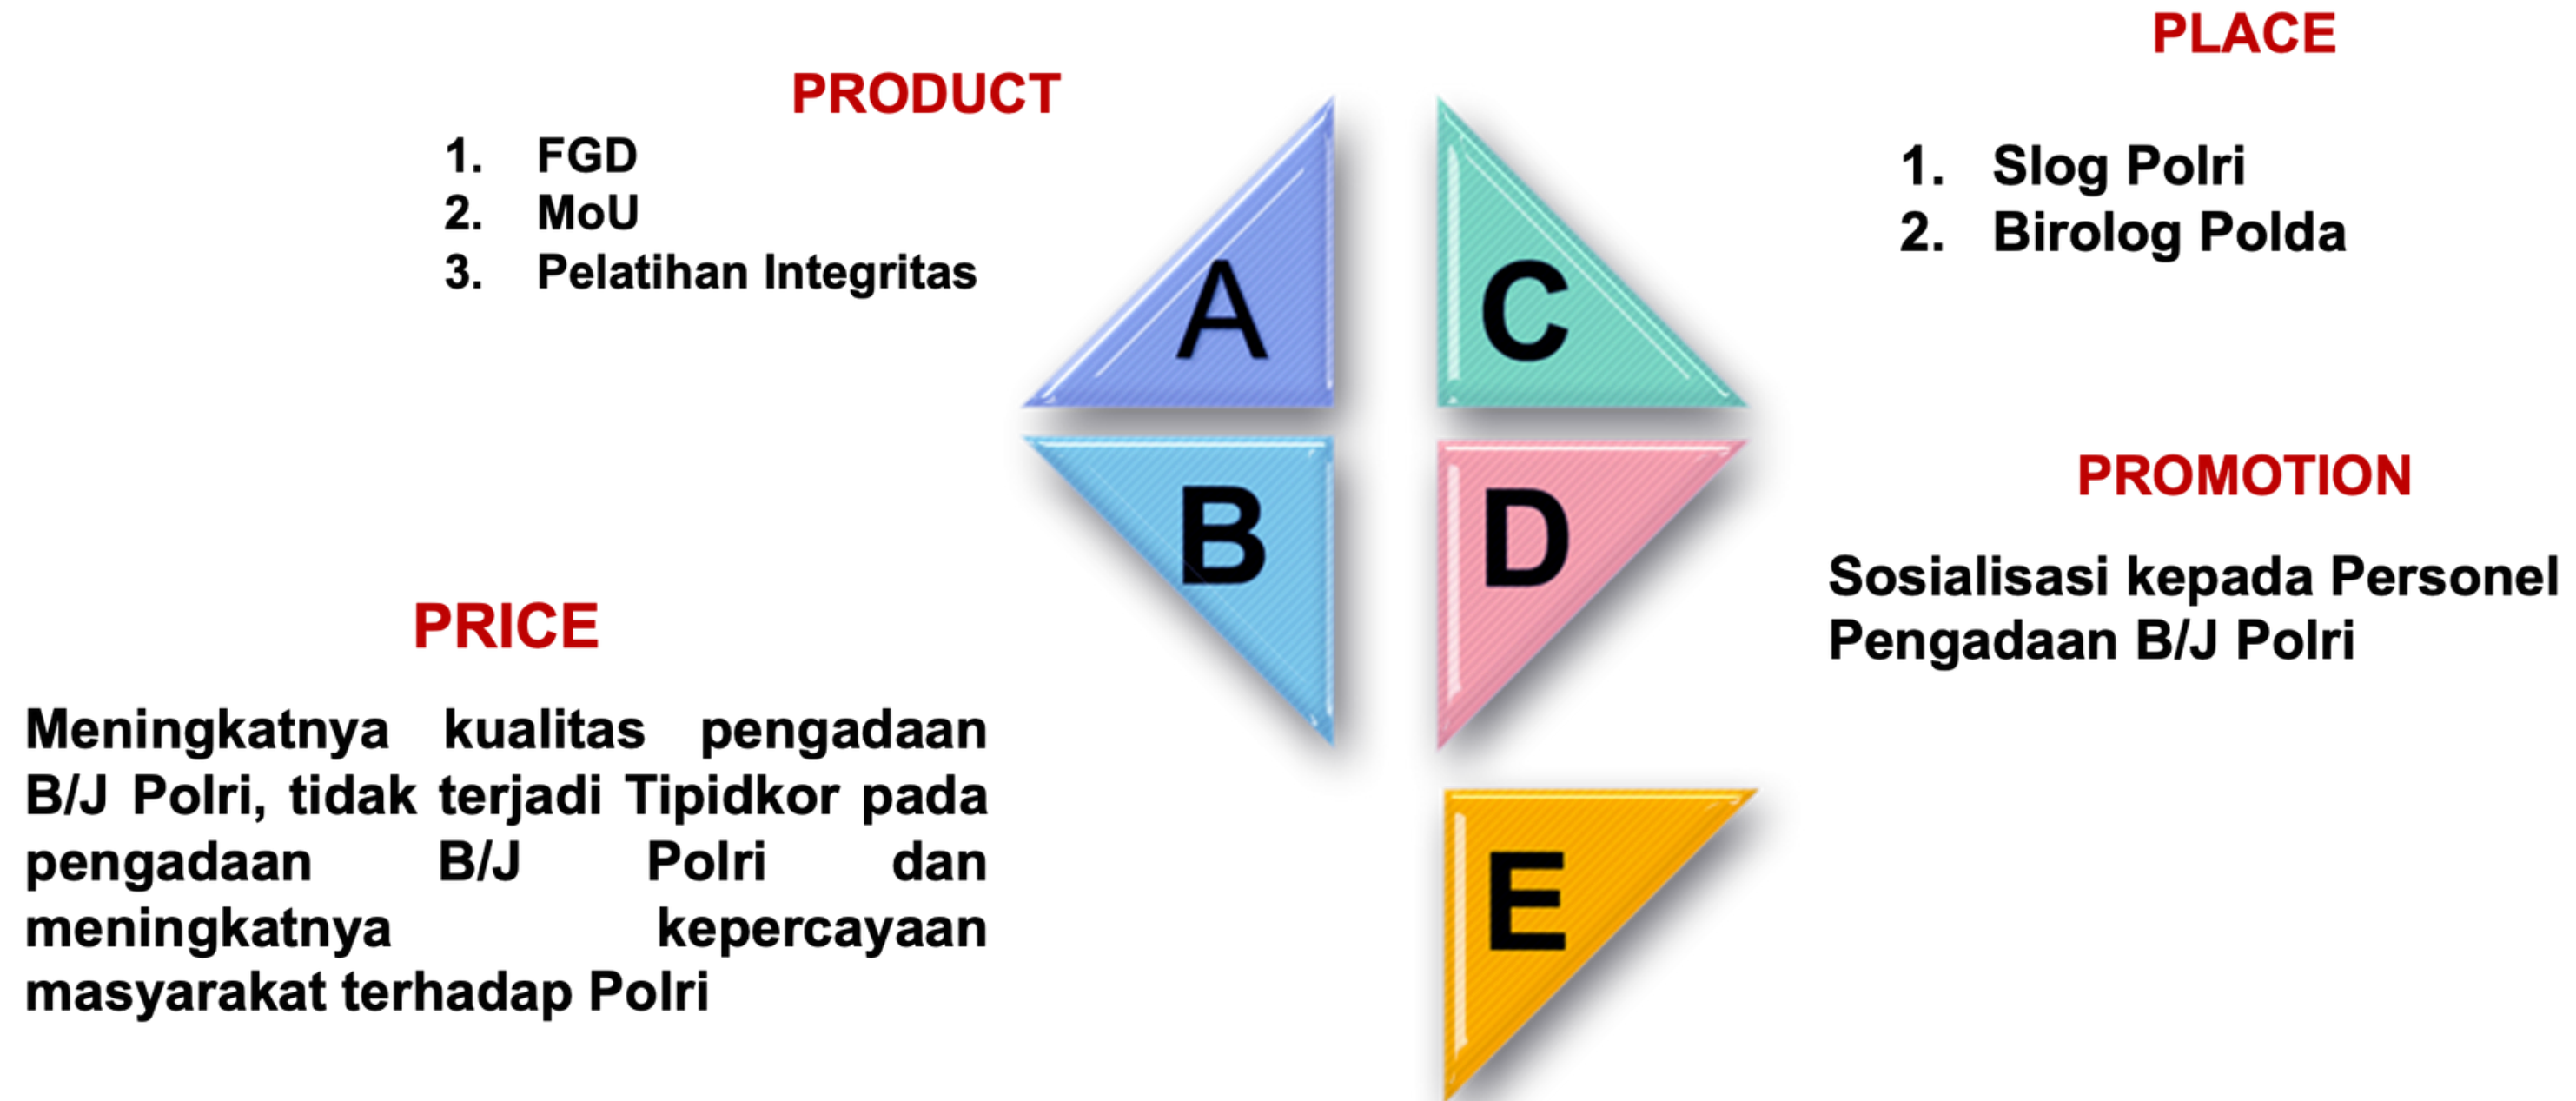 PRODUCT
1. FGD
2. MoU
3. Pelatihan Integritas
A
PRICE
Meningkatnya kualitas pengadaan
B/J Polri, tidak terjadi Tipidkor pada
pengadaan B/J Polri dan
meningkatnya kepercayaan
masyarakat terhadap Polri
B
PLACE
1. Slog Polri
2. Birolog Polda
C
PROMOTION
Sosialisasi kepada Personel
Pengadaan B/J Polri
D
E